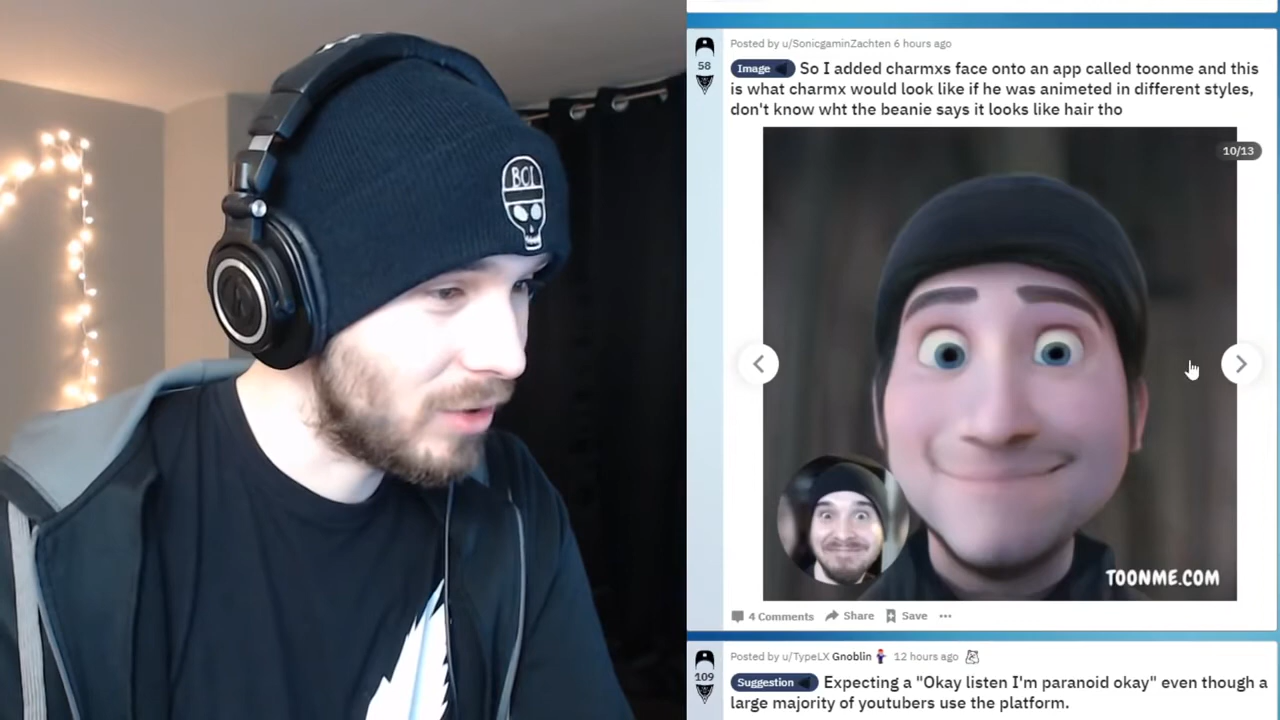 BCI
Posted by u/SonicgaminZachten 6 hours ago
58
Image So I added charmxs face onto an app called toonme and this
is what charmx would look like if he was animeted in different styles,
don't know wht the beanie says it looks like hair tho
10/13
TOONME.COM
4 Comments Share Save ...
Posted by u/TypeLX Gnoblin 12 hours ago
109
Suggestion Expecting a "Okay listen I'm paranoid okay" even though a
large majority of youtubers use the platform.